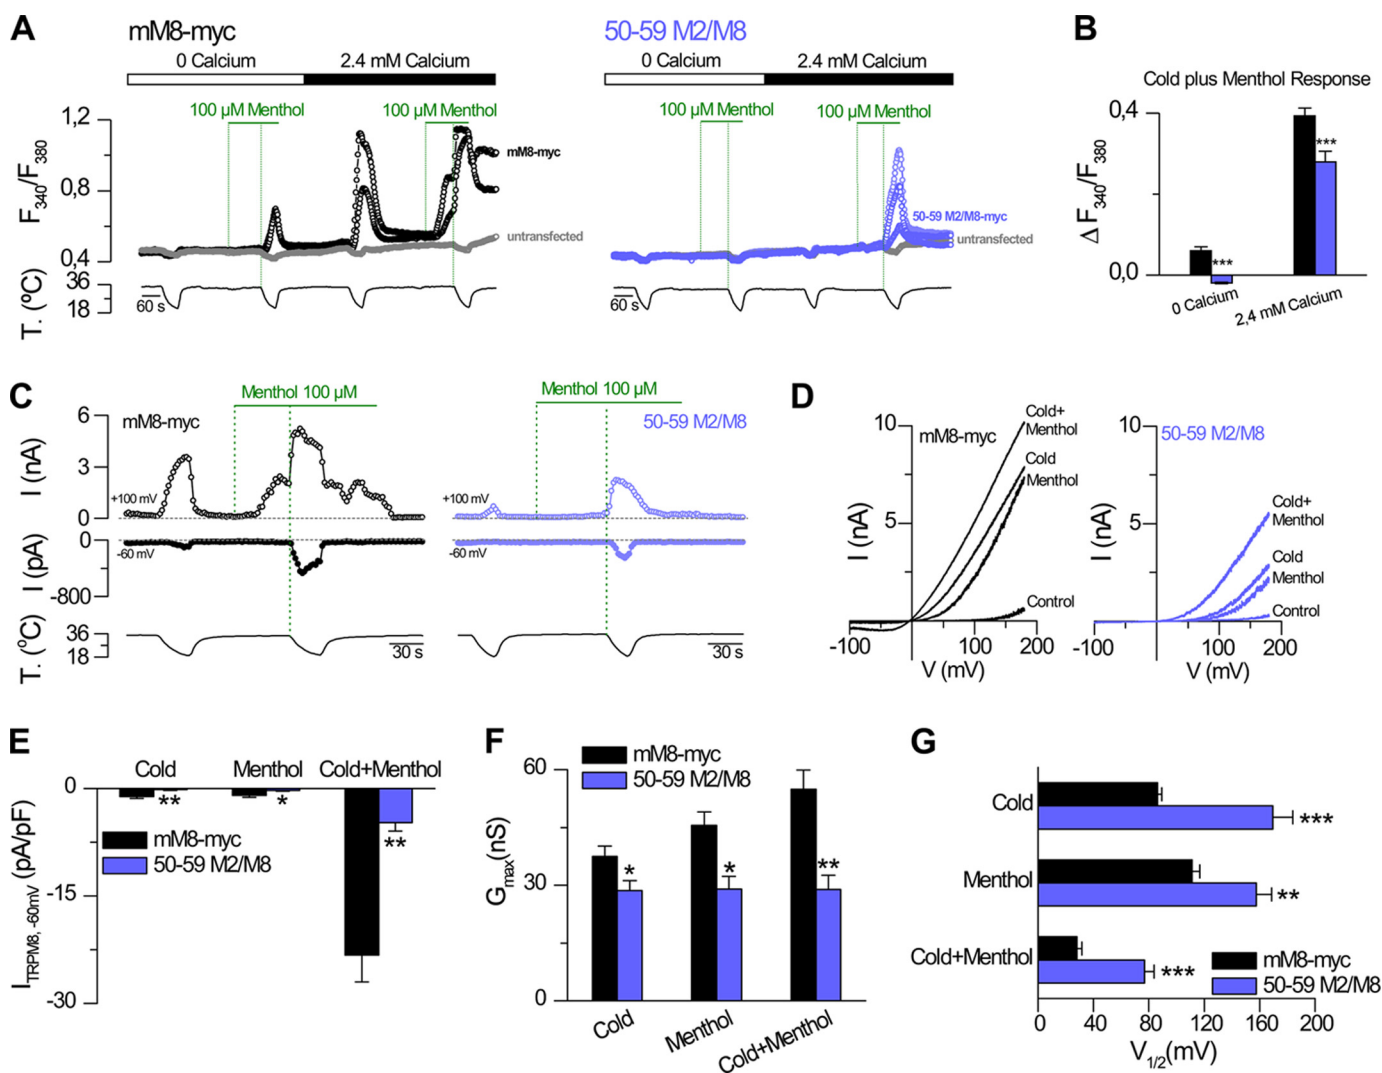 A
mM8-myc
0 Calcium
2.4 mM Calcium
100 µM Menthol
100 µM Menthol
1,2
0,8
0,4
F340/F380
mM8-myc
untransfected
36
18
T. (ºC)
60 s
50-59 M2/M8
0 Calcium
2.4 mM Calcium
100 µM Menthol
100 µM Menthol
50-59 M2/M8-myc
untransfected
60 s
B
Cold plus Menthol Response
0,4
0,0
Δ F340/F380
***
***
0 Calcium
2,4 mM Calcium
C
Menthol 100 µM
mM8-myc
6
3
0
I (nA)
+100 mV
0
-800
I (pA)
-60 mV
36
18
T. (ºC)
30 s
Menthol 100 µM
50-59 M2/M8
+100 mV
-60 mV
30 s
D
10
5
I (nA)
mM8-myc
Cold+
Menthol
Cold
Menthol
Control
-100
0
100
200
V (mV)
10
5
I (nA)
50-59 M2/M8
Cold+
Menthol
Cold
Menthol
Control
-100
0
100
200
V (mV)
E
Cold
Menthol
Cold+Menthol
0
-15
-30
ITRPM8, -60mV (pA/pF)
**
*
**
mM8-myc
50-59 M2/M8
F
mM8-myc
50-59 M2/M8
60
30
0
Gmax(nS)
*
*
**
Cold
Menthol
Cold+Menthol
G
Cold
***
Menthol
**
Cold+Menthol
***
mM8-myc
50-59 M2/M8
0
40
80
120
160
200
V1/2(mV)